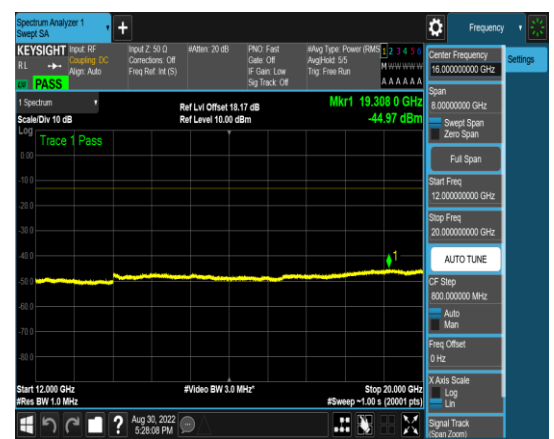 Spectrum Analyzer 1
Swept SA
+
Frequency
KEYSIGHT
RL
Input: RF
Coupling: DC
Align: Auto
Input Z: 50 Ω
Corrections: Off
Freq Ref: Int (S)
#Atten: 20 dB
PNO: Fast
Gate: Off
IF Gain: Low
Sig Track: Off
#Avg Type: Power (RMS
Avg|Hold: 5/5
Trig: Free Run
1 2 3 4 5 6
M W W W W W
A A A A A A
PASS
1 Spectrum
Scale/Div 10 dB
Ref Lvl Offset 18.17 dB
Ref Level 10.00 dBm
Mkr1 19.308 0 GHz
-44.97 dBm
Log
Trace 1 Pass
0.00
-10.0
-20.0
-30.0
-40.0
-50.0
-60.0
-70.0
-80.0
1
Start 12.000 GHz
#Res BW 1.0 MHz
#Video BW 3.0 MHz*
Stop 20.000 GHz
#Sweep ~1.00 s (20001 pts)
?
Aug 30, 2022
5:28:08 PM
Center Frequency
16.000000000 GHz
Settings
Span
8.00000000 GHz
Swept Span
Zero Span
Full Span
Start Freq
12.000000000 GHz
Stop Freq
20.000000000 GHz
AUTO TUNE
CF Step
800.000000 MHz
Auto
Man
Freq Offset
0 Hz
X Axis Scale
Log
Lin
Signal Track
(Span Zoom)